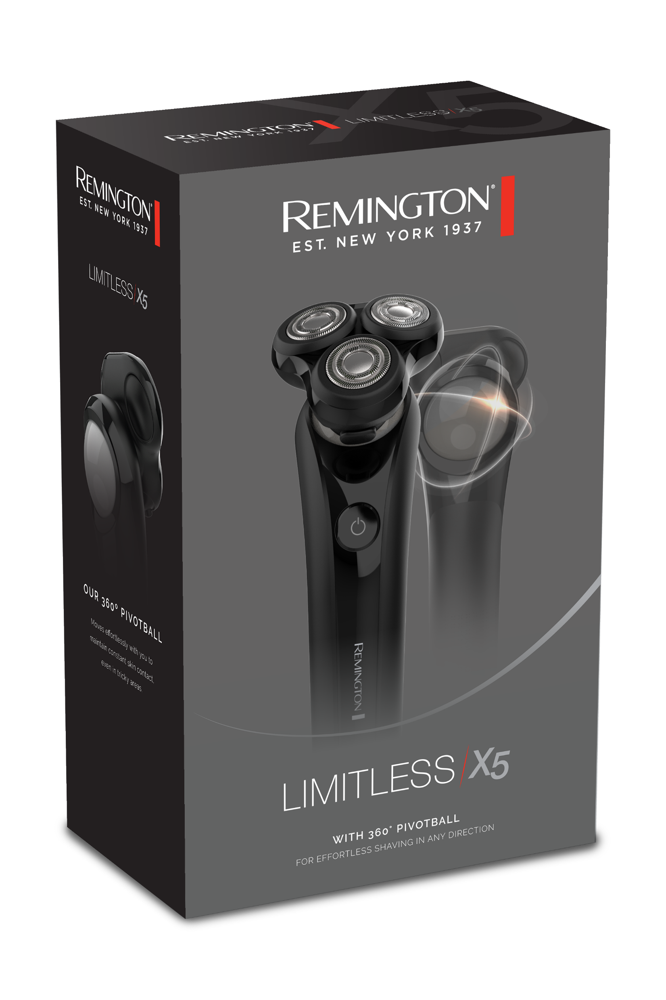 REMINGTON®
EST. NEW YORK 1937
LIMITLESS/X5
REMINGTON®
EST. NEW YORK 1937
LIMITLESS/X5
OUR 360° PIVOTBALL
Moves effortlessly with you to
maintain constant skin contact,
even in tricky areas
REMINGTON®
EST. NEW YORK 1937
REMINGTON
LIMITLESS/X5
WITH 360° PIVOTBALL
FOR EFFORTLESS SHAVING IN ANY DIRECTION
X5